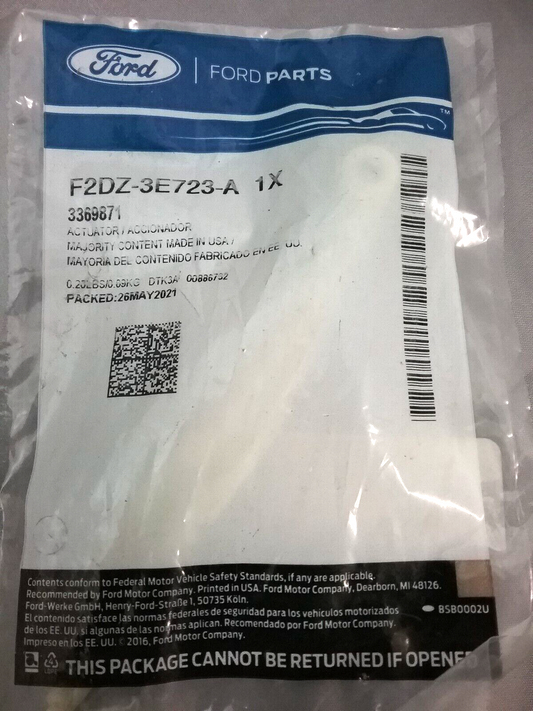 Ford | FORD PARTS
TM
F2DZ-3E723-A 1X
3369871
ACTUATOR / ACCIONADOR
MAJORITY CONTENT MADE IN USA /
MAYORIA DEL CONTENIDO FABRICADO EN EE. UU.
0.20LBS/0.09KG DTK3A 00886732
PACKED:26MAY2021
Contents conform to Federal Motor Vehicle Safety Standards, if any are applicable.
Recommended by Ford Motor Company. Printed in USA. Ford Motor Company, Dearborn, MI 48126.
Ford-Werke GmbH, Henry-Ford-Straße 1, 50735 Köln.
El contenido satisface las normas federales de seguridad para los vehículos motorizados
de los EE. UU. si algunas de las normas aplican. Recomendado por Ford Motor Company.
Impreso en los EE. UU. © 2016, Ford Motor Company.
BSB0002U
THIS PACKAGE CANNOT BE RETURNED IF OPENED